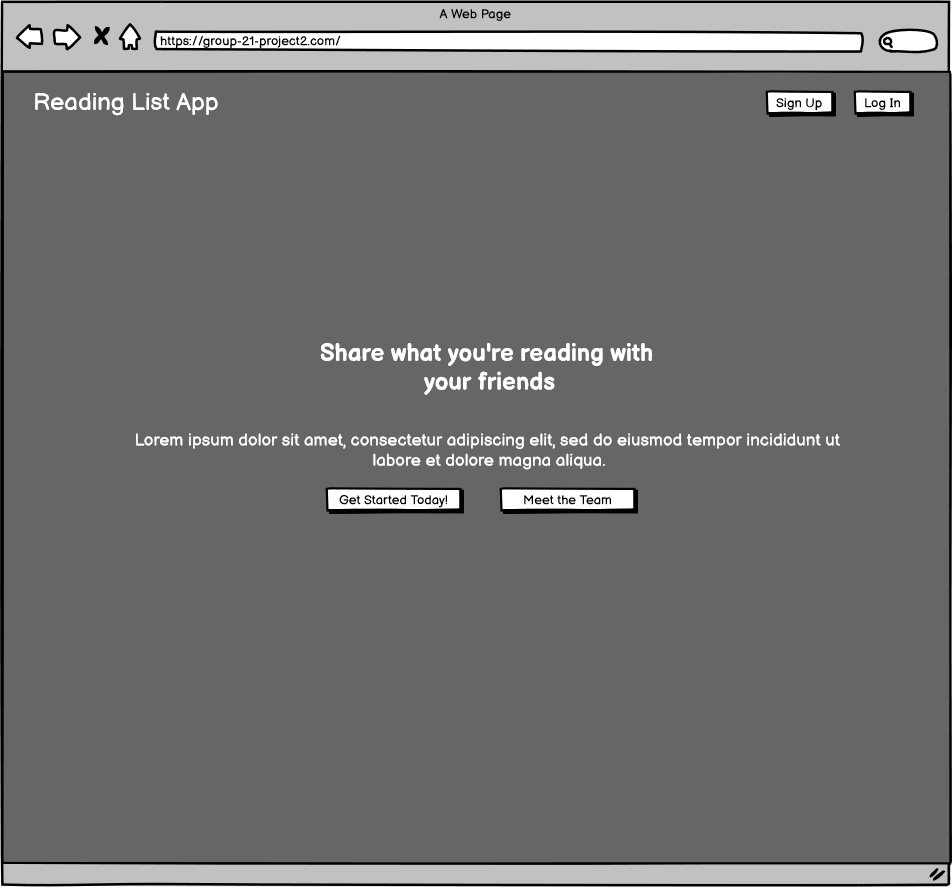 A Web Page
https://group-21-project2.com/
Reading List App
Sign Up
Log In
Share what you're reading with
your friends
Lorem ipsum dolor sit amet, consectetur adipiscing elit, sed do eiusmod tempor incididunt ut
labore et dolore magna aliqua.
Get Started Today!
Meet the Team